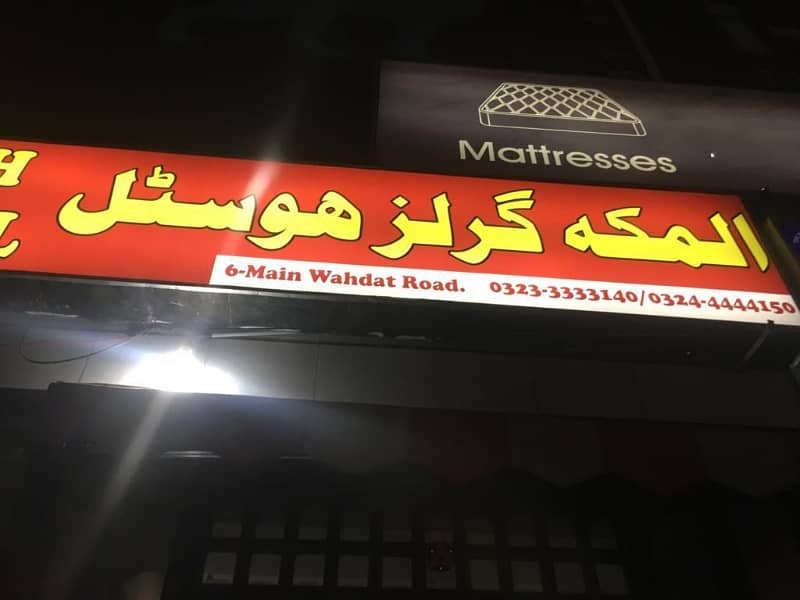 Mattresses
المکہ گرلز ہوسٹل
6-Main Wahdat Road. 0323-3333140/0324-4444150